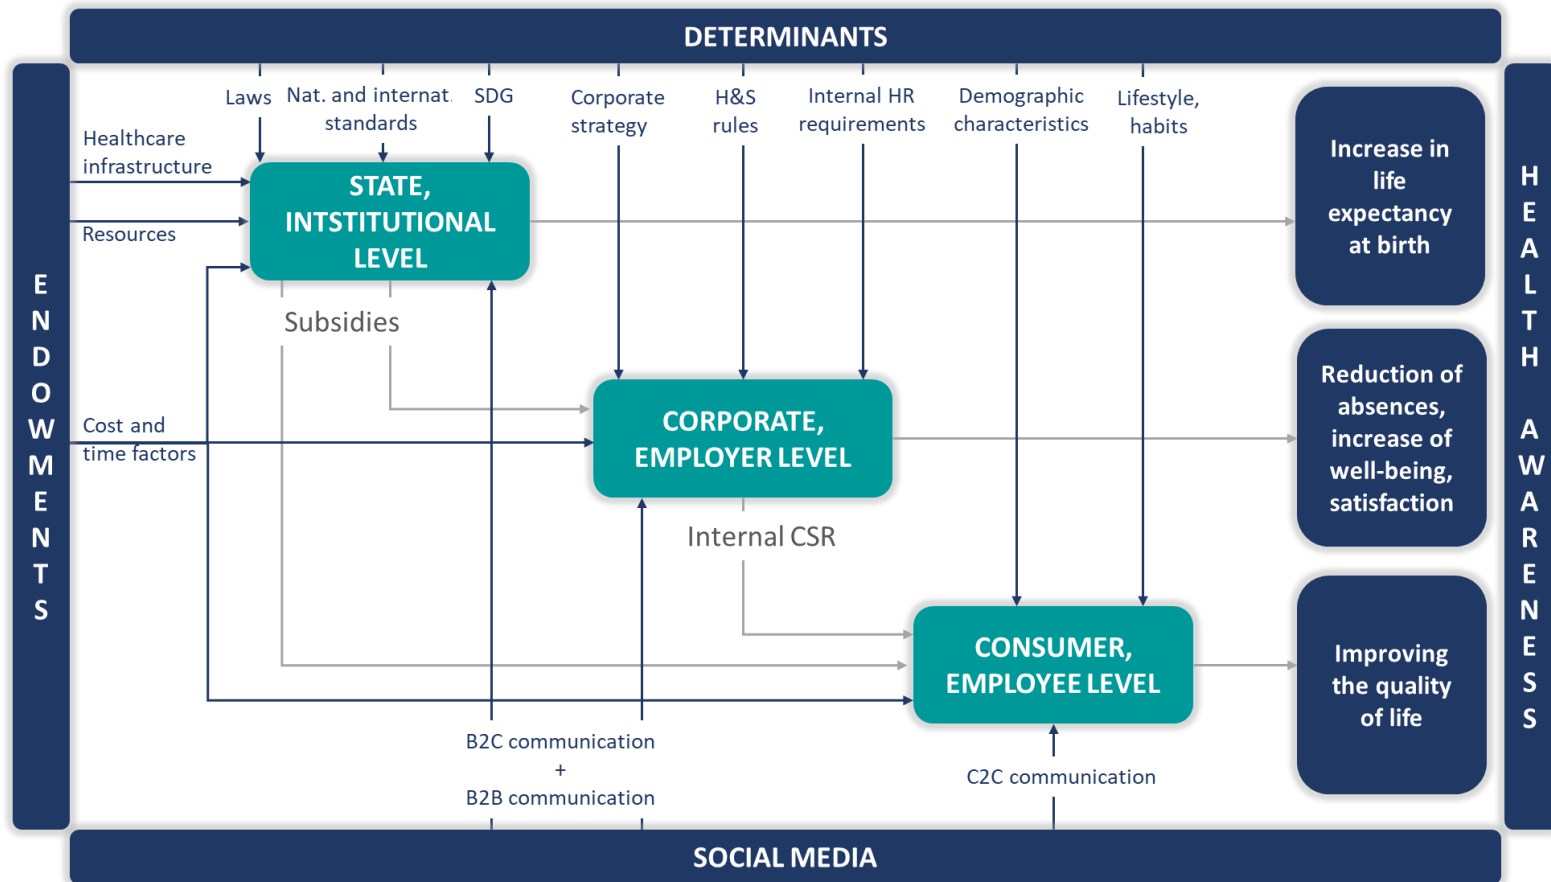 DETERMINANTS
ENDOWMENTS
HEALTH AWARENESS
Laws
Nat. and internat.
standards
SDG
Corporate
strategy
H&S
rules
Internal HR
requirements
Demographic
characteristics
Lifestyle,
habits
Healthcare
infrastructure
Resources
Cost and
time factors
STATE,
INTSTITUTIONAL
LEVEL
Increase in
life
expectancy
at birth
Subsidies
CORPORATE,
EMPLOYER LEVEL
Reduction of
absences,
increase of
well-being,
satisfaction
Internal CSR
CONSUMER,
EMPLOYEE LEVEL
Improving
the quality
of life
B2C communication
+
B2B communication
C2C communication
SOCIAL MEDIA